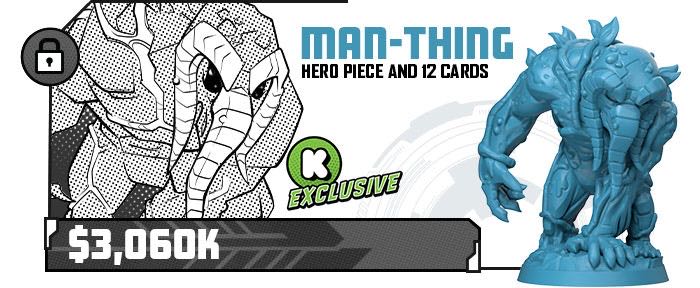 MAN-THING
HERO PIECE AND 12 CARDS
K
EXCLUSIVE
$3,060K